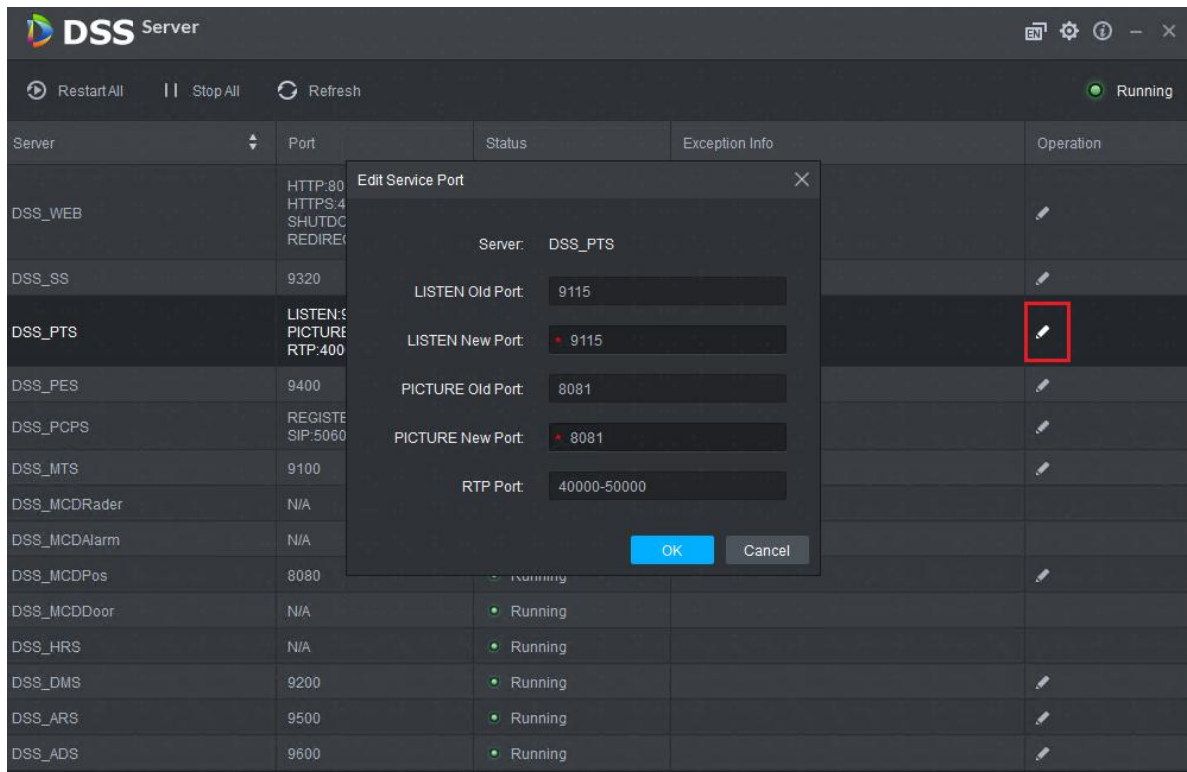 DSS Server
EN
Restart All Stop All Refresh Running
Server Port Status Exception Info Operation
Edit Service Port
DSS_WEB
HTTP:80
HTTPS:4
SHUTDO
REDIREC
Server: DSS_PTS
DSS_SS 9320
LISTEN Old Port: 9115
DSS_PTS
LISTEN:9
PICTURE
RTP:400
LISTEN New Port: * 9115
PICTURE Old Port: 8081
DSS_PES 9400
DSS_PCPS
REGISTE
SIP:5060
PICTURE New Port: * 8081
DSS_MTS 9100
RTP Port: 40000-50000
DSS_MCDRader N/A
DSS_MCDAlarm N/A
OK Cancel
DSS_MCDPos 8080 Running
DSS_MCDDoor N/A Running
DSS_HRS N/A Running
DSS_DMS 9200 Running
DSS_ARS 9500 Running
DSS_ADS 9600 Running